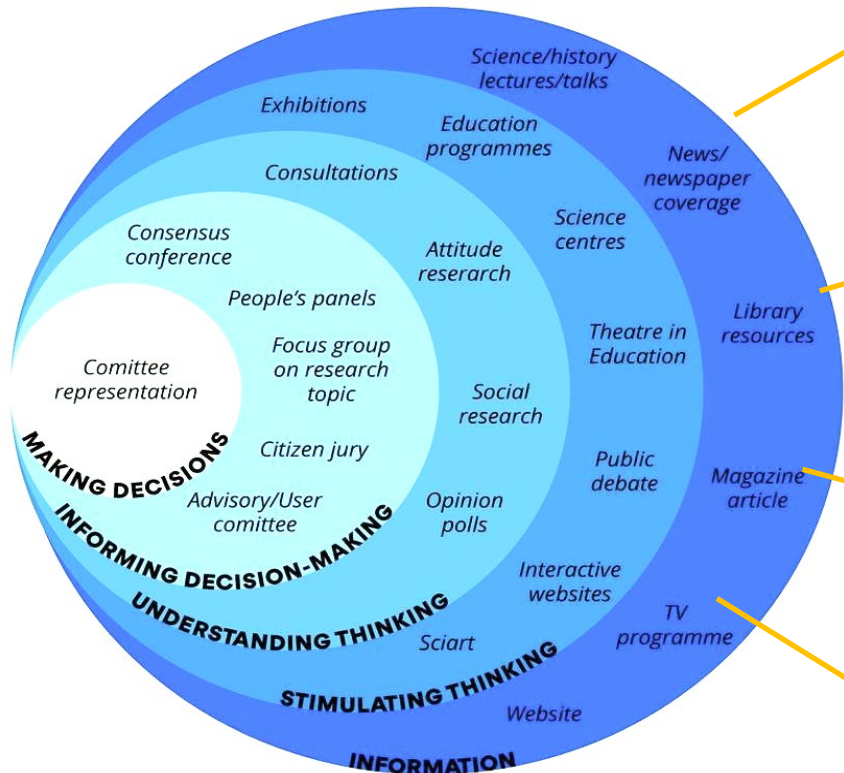 Science/history
lectures/talks
Exhibitions
Education
programmes
News/
newspaper
coverage
Consultations
Science
centres
Consensus
conference
Attitude
reserarch
People's panels
Library
resources
Theatre in
Education
Focus group
on research
topic
Comittee
representation
Social
research
Citizen jury
Public
debate
Magazine
article
Advisory/User
comittee
Opinion
polls
Interactive
websites
TV
programme
Sciart
Website
MAKING DECISIONS
INFORMING DECISION-MAKING
UNDERSTANDING THINKING
STIMULATING THINKING
INFORMATION